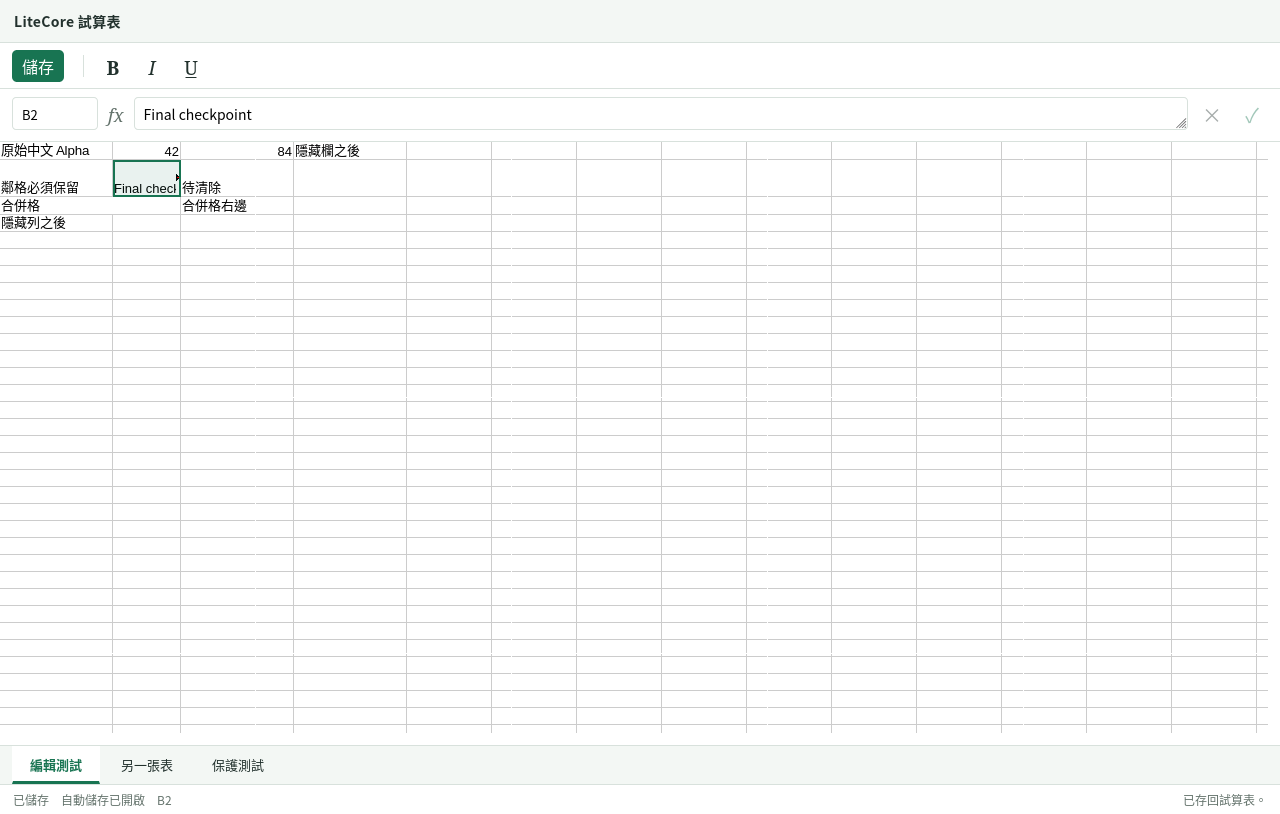 LiteCore 試算表
儲存 B I U
B2 fx Final checkpoint
原始中文 Alpha 42 84 隱藏欄之後
鄰格必須保留 Final check 待清除
合併格 合併格右邊
隱藏列之後
編輯測試 另一張表 保護測試
已儲存 自動儲存已開啟 B2 已存回試算表。